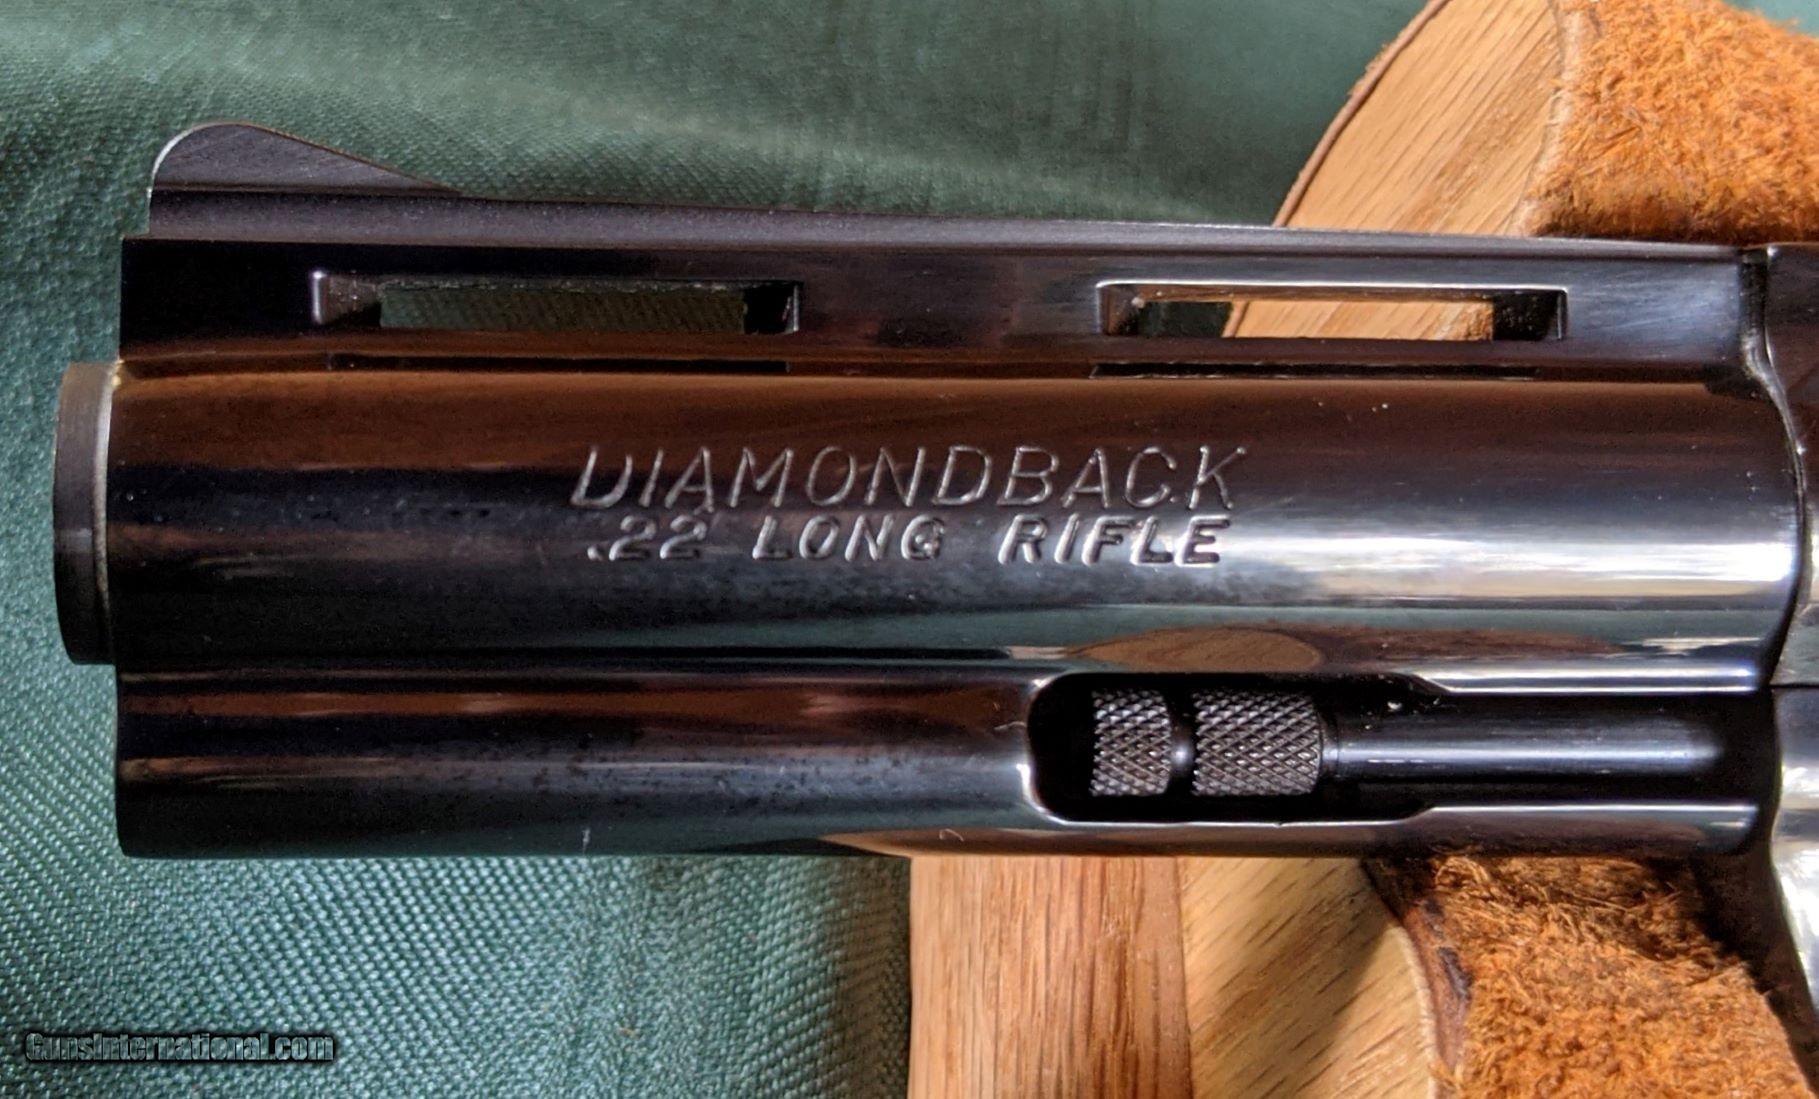 DIAMONDBACK
.22 LONG RIFLE
GunsInternational.com